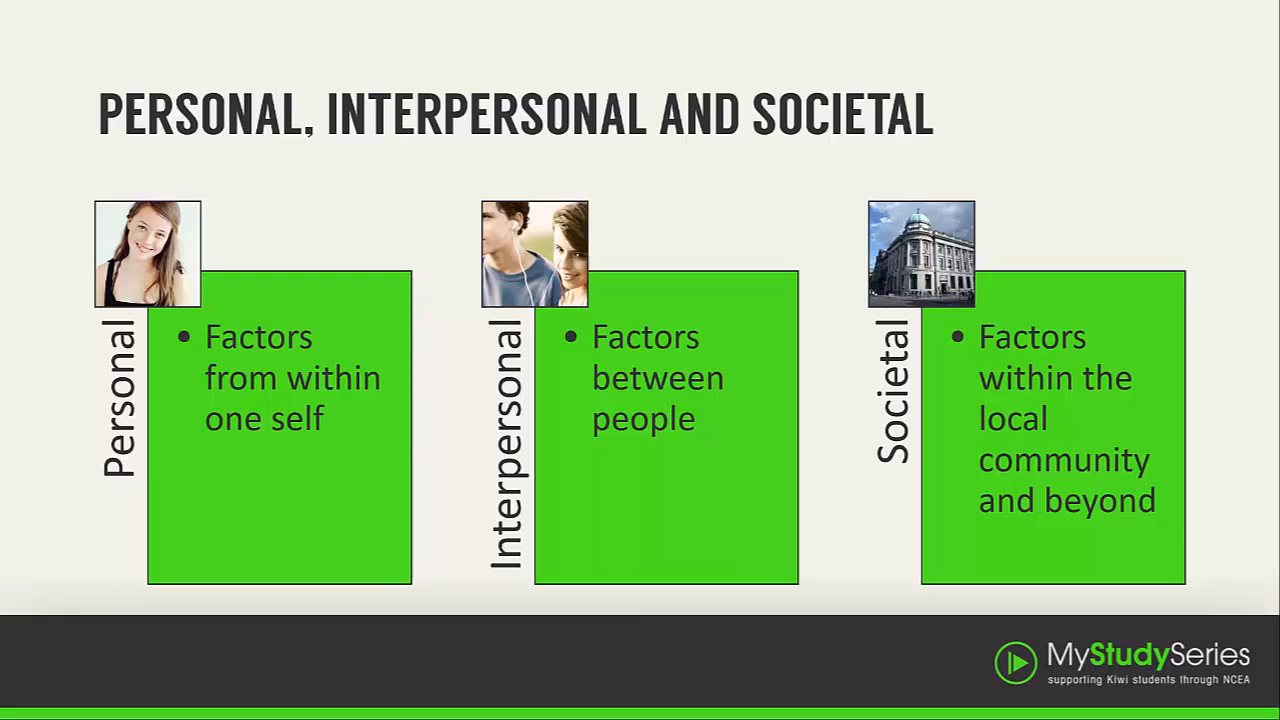 PERSONAL, INTERPERSONAL AND SOCIETAL
Personal
• Factors
from within
one self
Interpersonal
• Factors
between
people
Societal
• Factors
within the
local
community
and beyond
MyStudySeries
supporting Kiwi students through NCEA